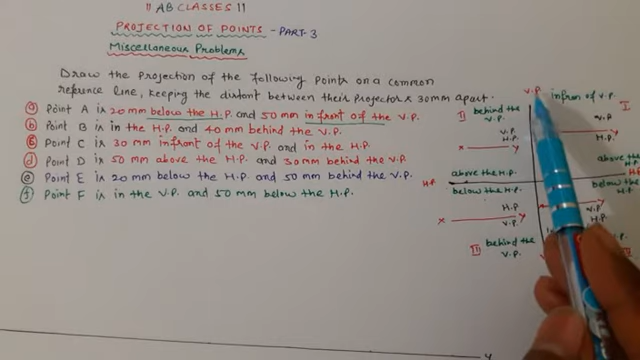 11 AB CLASSES 11
PROJECTION OF POINTS - PART-3
Miscellaneous Problems
Draw the projection of the following points on a common
reference line, keeping the distant between their projectors 30mm apart.
(a) Point A is 20 mm below the H.P. and 50 mm infront of the V.P.
(b) Point B is in the H.P. and 40 mm behind the V.P.
(c) Point C is 30 mm infront of the V.P. and in the H.P.
(d) Point D is 50 mm above the H.P. and 30 mm behind the V.P.
(e) Point E is 20 mm below the H.P. and 50 mm behind the V.P.
(f) Point F is in the V.P. and 50 mm below the H.P.
V.P.
infron of V.P.
I
II behind the
V.P.
V.P.
H.P.
x y
V.P
H.P.
y
above the H.P.
above the
H.P.
H.P.
below the H.P.
below the
H.P.
H.P.
V.P.
x y
V.P.
H.P.
y
III behind the
V.P.
V.P.
y